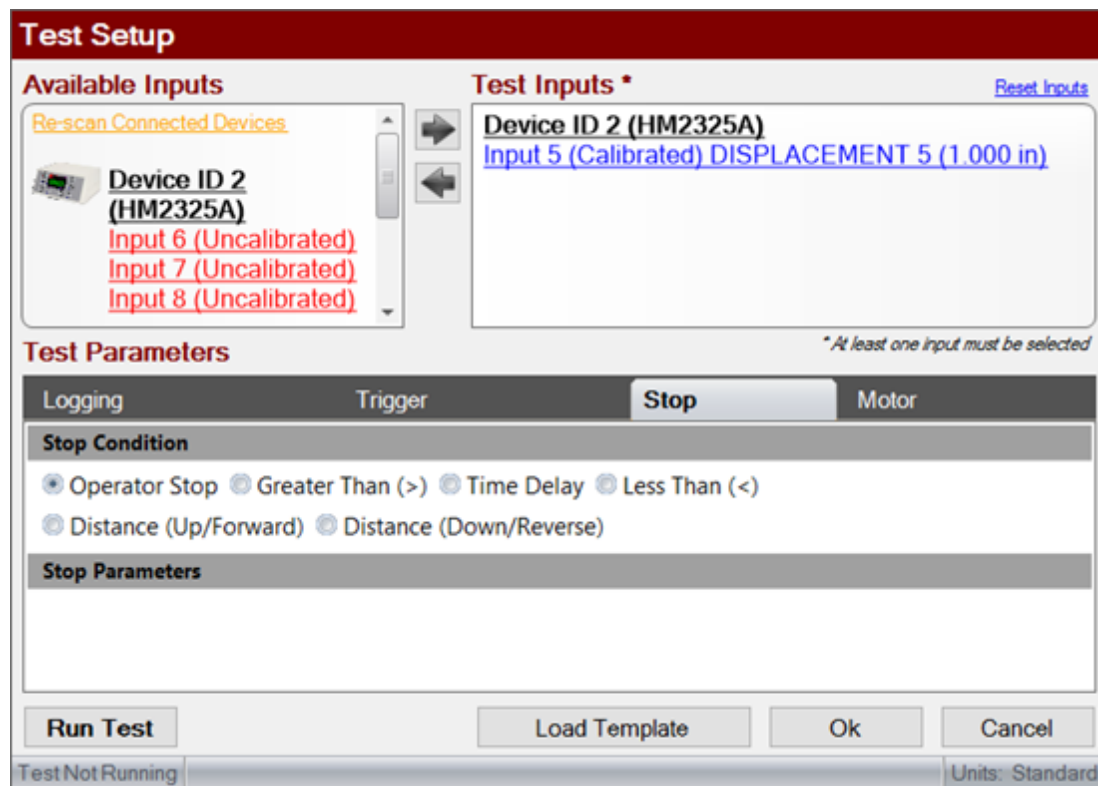 Test Setup
Available Inputs
Test Inputs *
Reset Inputs
Re-scan Connected Devices
Device ID 2
(HM2325A)
Input 6 (Uncalibrated)
Input 7 (Uncalibrated)
Input 8 (Uncalibrated)
Device ID 2 (HM2325A)
Input 5 (Calibrated) DISPLACEMENT 5 (1.000 in)
* At least one input must be selected
Test Parameters
Logging Trigger Stop Motor
Stop Condition
Operator Stop Greater Than (>) Time Delay Less Than (<)
Distance (Up/Forward) Distance (Down/Reverse)
Stop Parameters
Run Test Load Template Ok Cancel
Test Not Running Units: Standard